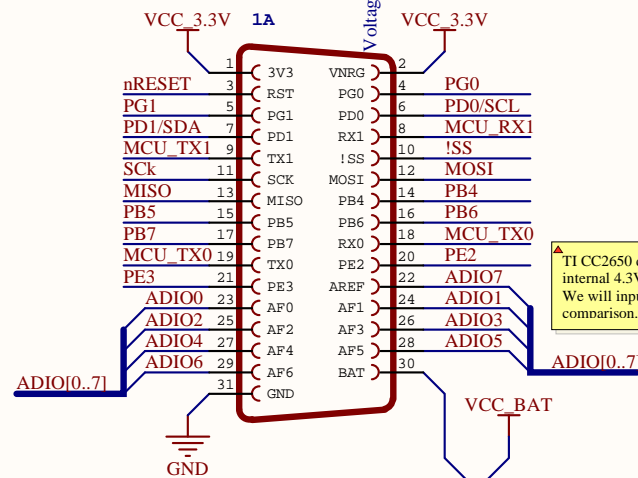 VCC_3.3V 1A Voltag VCC_3.3V
1 3V3 VNRG 2
nRESET 3 RST PG0 4 PG0
PG1 5 PG1 PD0 6 PD0/SCL
PD1/SDA 7 PD1 RX1 8 MCU_RX1
MCU_TX1 9 TX1 !SS 10 !SS
SCk 11 SCK MOSI 12 MOSI
MISO 13 MISO PB4 14 PB4
PB5 15 PB5 PB6 16 PB6
PB7 17 PB7 RX0 18 MCU_TX0
MCU_TX0 19 TX0 PE2 20 PE2
PE3 21 PE3 AREF 22 ADIO7
ADIO0 23 AF0 AF1 24 ADIO1
ADIO2 25 AF2 AF3 26 ADIO3
ADIO4 27 AF4 AF5 28 ADIO5
ADIO6 29 AF6 BAT 30
31 GND
ADIO[0..7]
ADIO[0..7]
TI CC2650
internal 4.3V
We will inpu
comparison.
VCC_BAT
GND